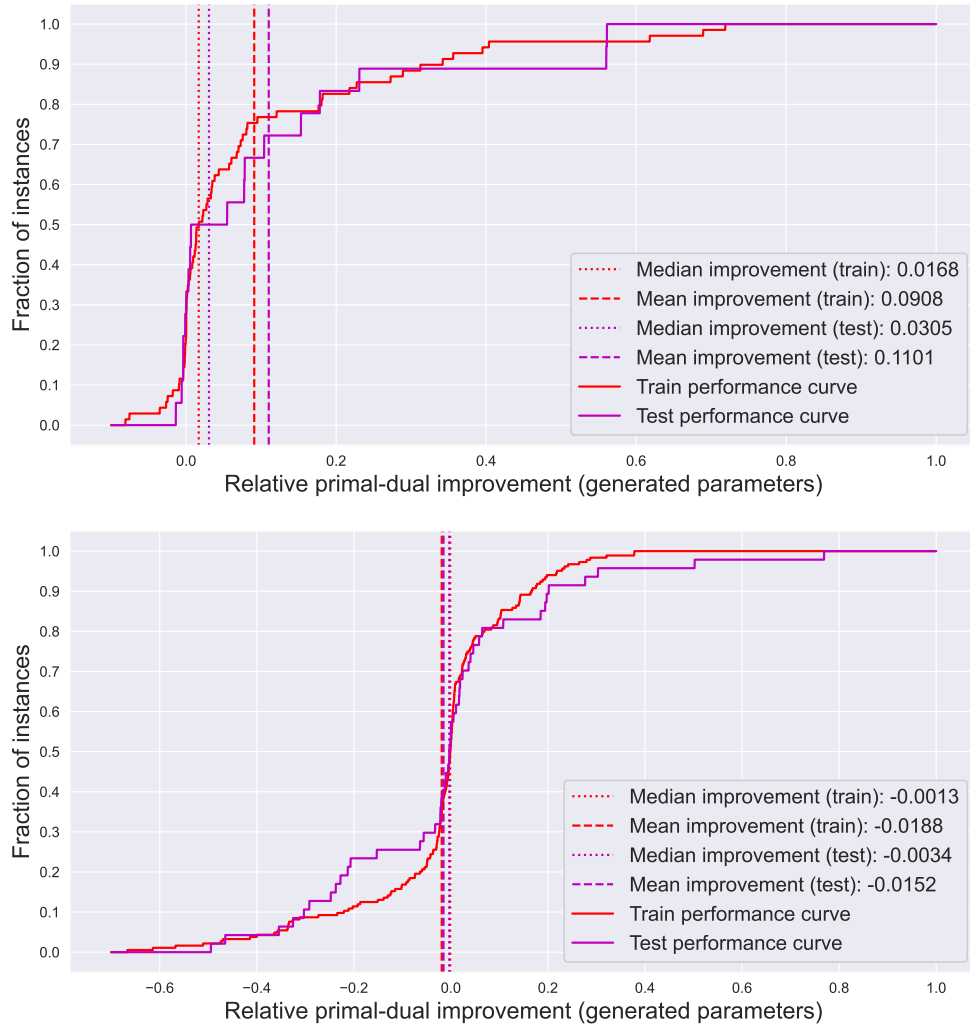 1.0
0.9
0.8
0.7
0.6
0.5
0.4
0.3
0.2
0.1
0.0
Fraction of instances
Median improvement (train): 0.0168
Mean improvement (train): 0.0908
Median improvement (test): 0.0305
Mean improvement (test): 0.1101
Train performance curve
Test performance curve
0.0 0.2 0.4 0.6 0.8 1.0
Relative primal-dual improvement (generated parameters)
1.0
0.9
0.8
0.7
0.6
0.5
0.4
0.3
0.2
0.1
0.0
Fraction of instances
Median improvement (train): -0.0013
Mean improvement (train): -0.0188
Median improvement (test): -0.0034
Mean improvement (test): -0.0152
Train performance curve
Test performance curve
−0.6 −0.4 −0.2 0.0 0.2 0.4 0.6 0.8 1.0
Relative primal-dual improvement (generated parameters)